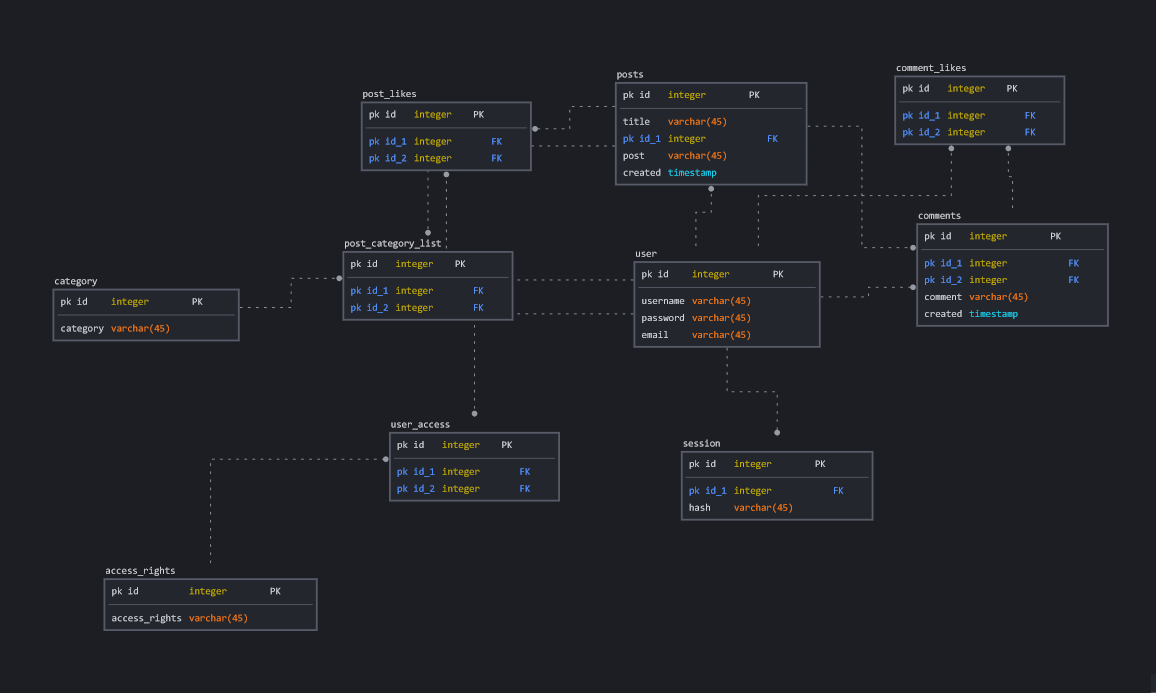 comment_likes
pk id integer PK
pk id_1 integer FK
pk id_2 integer FK
posts
pk id integer PK
title varchar(45)
pk id_1 integer FK
post varchar(45)
created timestamp
post_likes
pk id integer PK
pk id_1 integer FK
pk id_2 integer FK
comments
pk id integer PK
pk id_1 integer FK
pk id_2 integer FK
comment varchar(45)
created timestamp
post_category_list
pk id integer PK
pk id_1 integer FK
pk id_2 integer FK
user
pk id integer PK
username varchar(45)
password varchar(45)
email varchar(45)
category
pk id integer PK
category varchar(45)
user_access
pk id integer PK
pk id_1 integer FK
pk id_2 integer FK
session
pk id integer PK
pk id_1 integer FK
hash varchar(45)
access_rights
pk id integer PK
access_rights varchar(45)